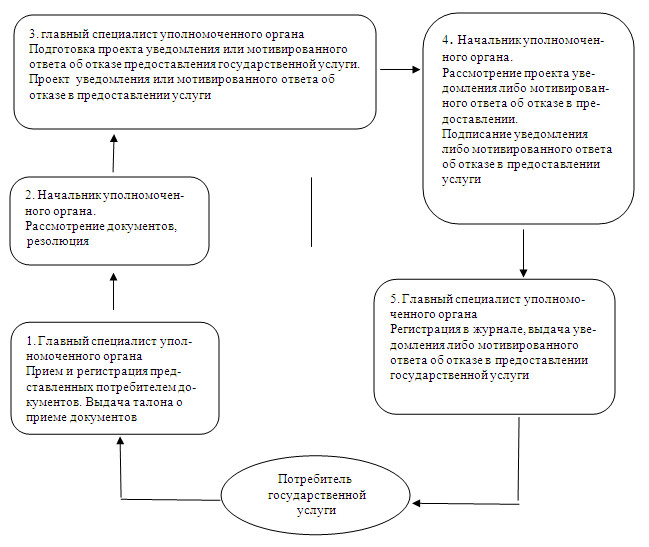 3. главный специалист уполномоченного органа
Подготовка проекта уведомления или мотивированного
ответа об отказе предоставления государственной услуги.
Проект уведомления или мотивированного ответа об
отказе в предоставлении услуги
4. Начальник уполномочен-
ного органа.
Рассмотрение проекта уве-
домления либо мотивирован-
ного ответа об отказе в пре-
доставлении.
Подписание уведомления
либо мотивированного ответа
об отказе в предоставлении
услуги
2. Начальник уполномочен-
ного органа.
Рассмотрение документов,
резолюция
5. Главный специалист уполномо-
ченного органа
Регистрация в журнале, выдача уве-
домления либо мотивированного
ответа об отказе в предоставлении
государственной услуги
1. Главный специалист упол-
номоченного органа
Прием и регистрация пред-
ставленных потребителем до-
кументов. Выдача талона о
приеме документов
Потребитель
государственной
услуги